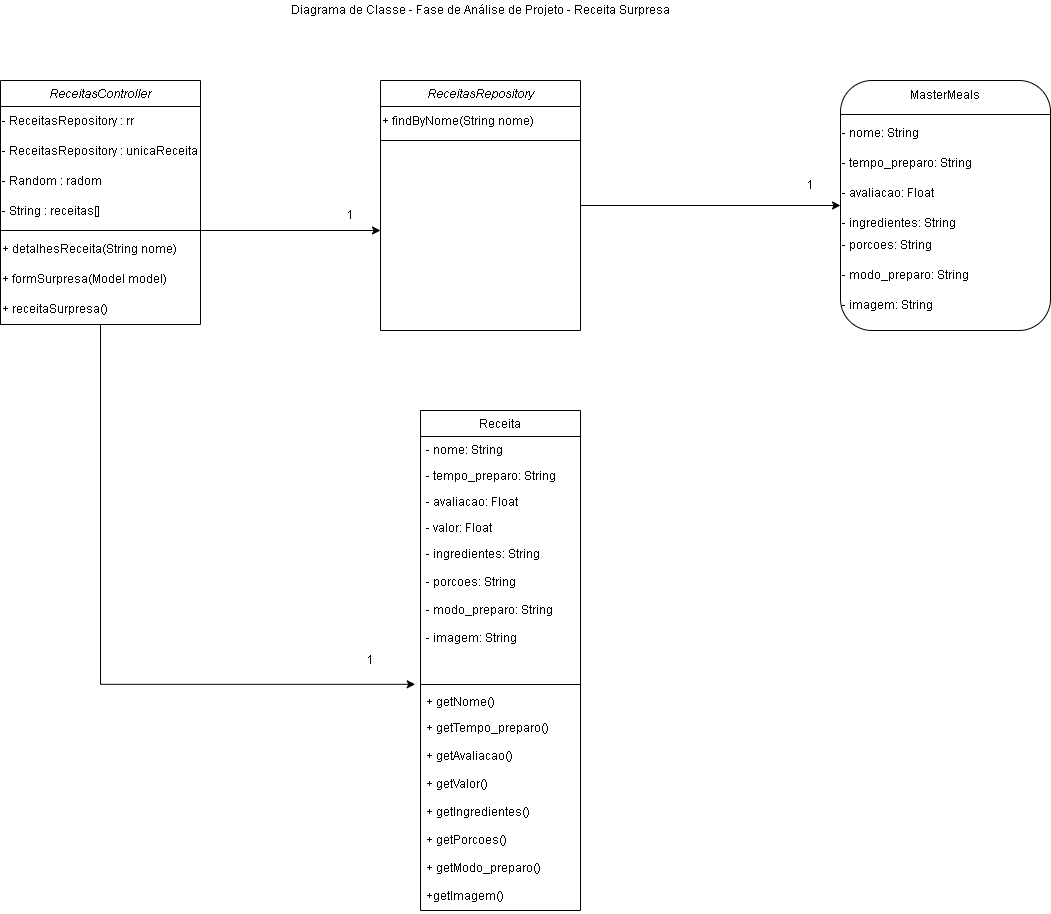 Diagrama de Classe - Fase de Análise de Projeto - Receita Surpresa
ReceitasController
- ReceitasRepository : rr
- ReceitasRepository : unicaReceita
- Random : radom
- String : receitas[]
+ detalhesReceita(String nome)
+ formSurpresa(Model model)
+ receitaSurpresa()
1
ReceitasRepository
+ findByNome(String nome)
1
MasterMeals
- nome: String
- tempo_preparo: String
- avaliacao: Float
- ingredientes: String
- porcoes: String
- modo_preparo: String
- imagem: String
1
Receita
- nome: String
- tempo_preparo: String
- avaliacao: Float
- valor: Float
- ingredientes: String
- porcoes: String
- modo_preparo: String
- imagem: String
+ getNome()
+ getTempo_preparo()
+ getAvaliacao()
+ getValor()
+ getIngredientes()
+ getPorcoes()
+ getModo_preparo()
+getImagem()